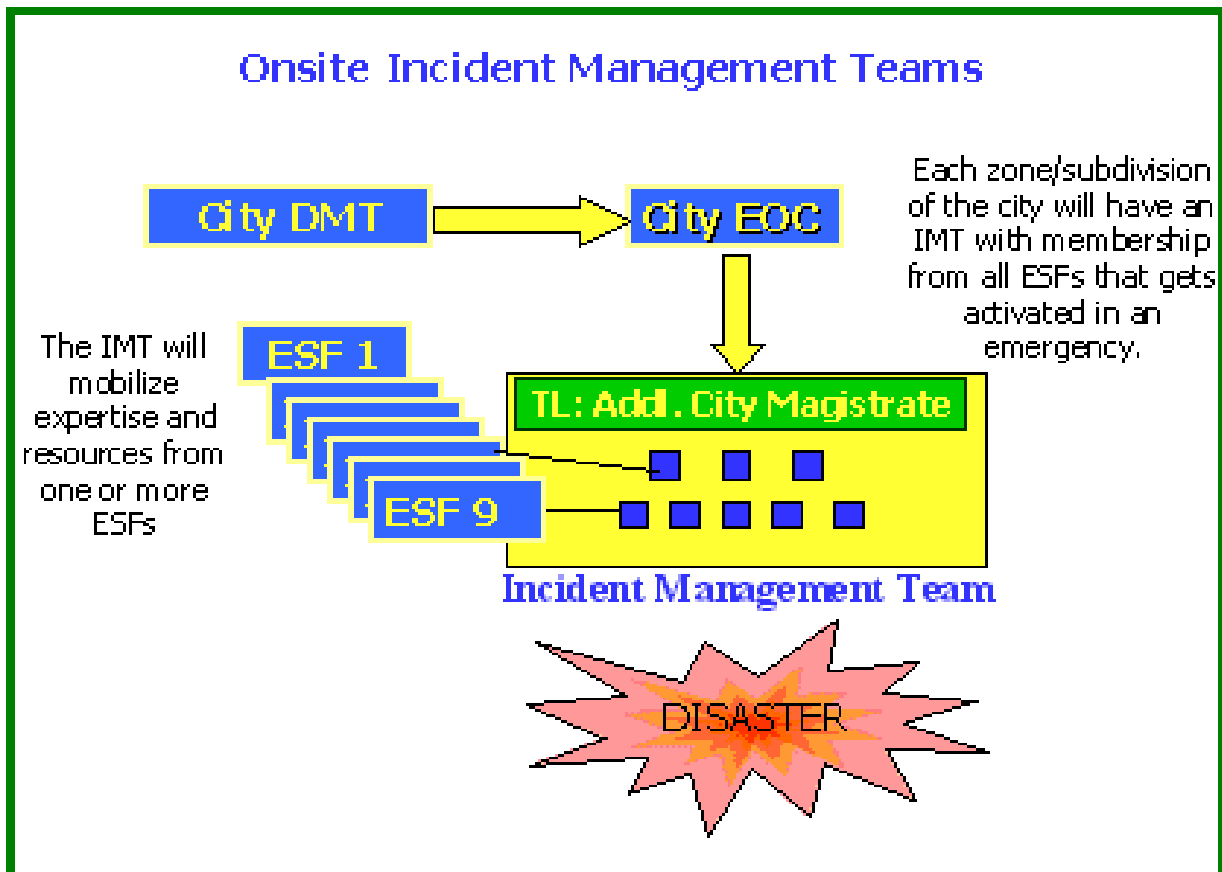 Onsite Incident Management Teams
City DMT
City EOC
Each zone/subdivision
of the city will have an
IMT with membership
from all ESFs that gets
activated in an
emergency.
The IMT will
mobilize
expertise and
resources from
one or more
ESFs
ESF 1
ESF 9
TL: Addl. City Magistrate
Incident Management Team
DISASTER